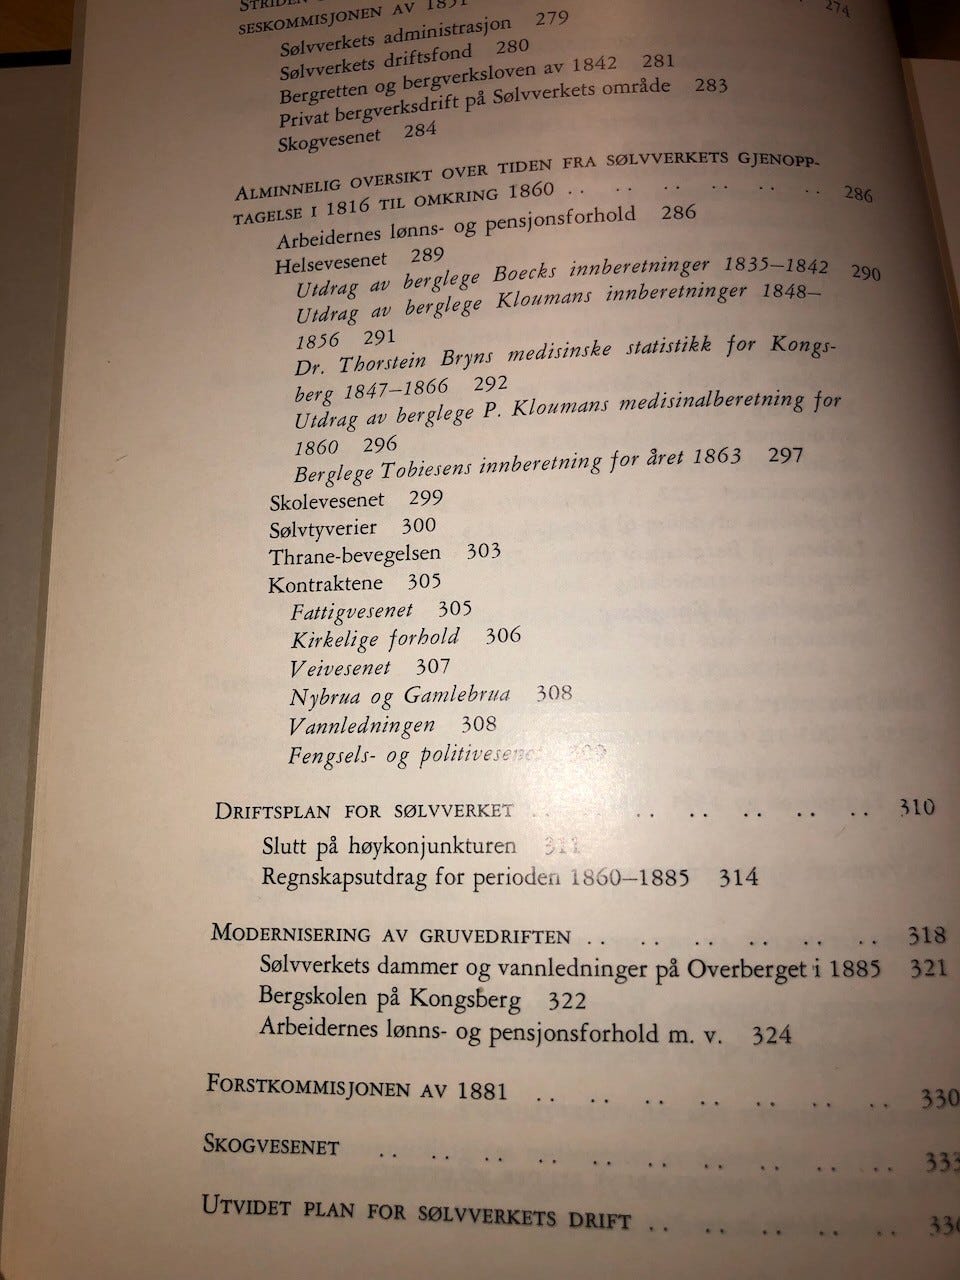 SESKOMMISJONEN AV 1851 274
Sølvverkets administrasjon 279
Sølvverkets driftsfond 280
Bergretten og bergverksloven av 1842 281
Privat bergverksdrift på Sølvverkets område 283
Skogvesenet 284
ALMINNELIG OVERSIKT OVER TIDEN FRA SØLVVERKETS GJENOPP-
TAGELSE I 1816 TIL OMKRING 1860 .. .. .. .. .. 286
Arbeidernes lønns- og pensjonsforhold 286
Helsevesenet 289
Utdrag av berglege Boecks innberetninger 1835–1842 290
Utdrag av berglege Kloumans innberetninger 1848–
1856 291
Dr. Thorstein Bryns medisinske statistikk for Kongs-
berg 1847–1866 292
Utdrag av berglege P. Kloumans medisinalberetning for
1860 296
Berglege Tobiesens innberetning for året 1863 297
Skolevesenet 299
Sølvtyverier 300
Thrane-bevegelsen 303
Kontraktene 305
Fattigvesenet 305
Kirkelige forhold 306
Veivesenet 307
Nybrua og Gamlebrua 308
Vannledningen 308
Fengsels- og politivesenet 309
DRIFTSPLAN FOR SØLVVERKET .. .. .. .. .. .. .. 310
Slutt på høykonjunkturen 311
Regnskapsutdrag for perioden 1860–1885 314
MODERNISERING AV GRUVEDRIFTEN .. .. .. .. .. .. 318
Sølvverkets dammer og vannledninger på Overberget i 1885 321
Bergskolen på Kongsberg 322
Arbeidernes lønns- og pensjonsforhold m. v. 324
FORSTKOMMISJONEN AV 1881 .. .. .. .. .. .. .. 330
SKOGVESENET .. .. .. .. .. .. .. .. .. .. 333
UTVIDET PLAN FOR SØLVVERKETS DRIFT .. .. .. .. ..